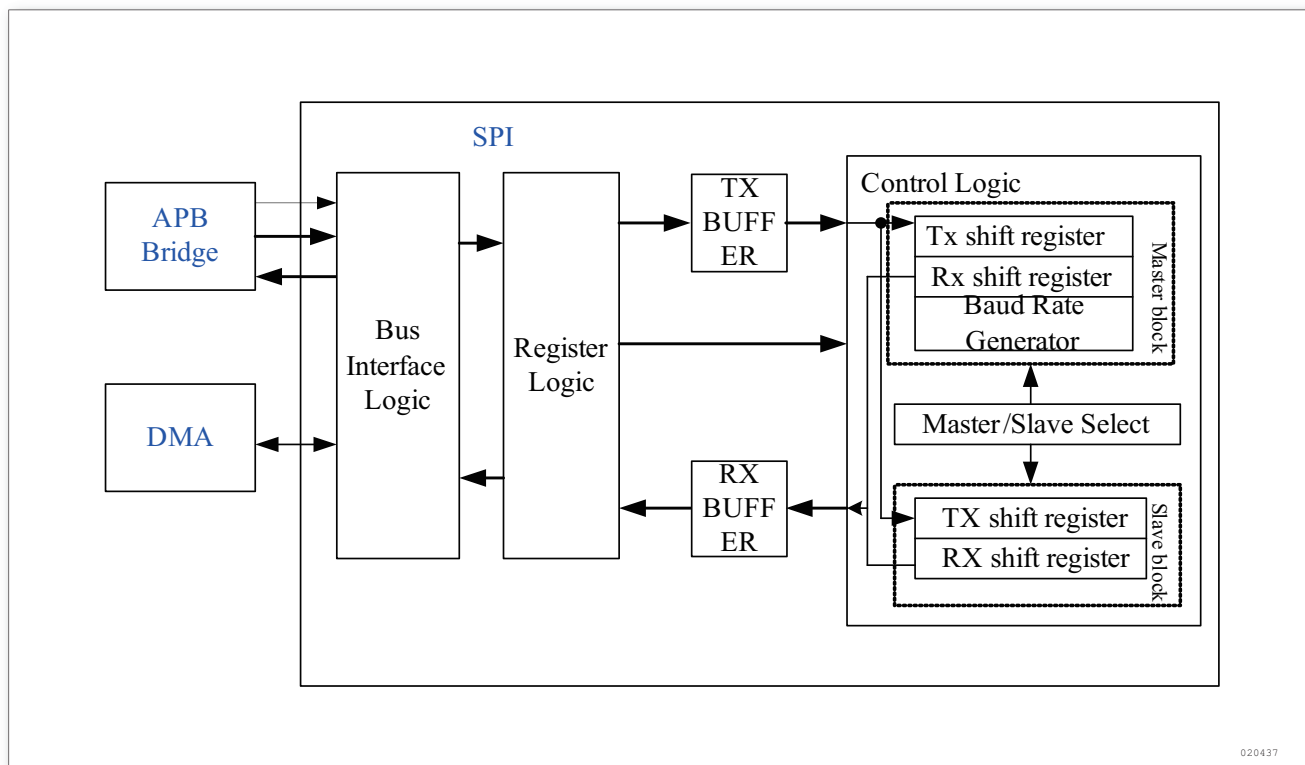 SPI
APB
Bridge
DMA
Bus
Interface
Logic
Register
Logic
TX
BUFF
ER
RX
BUFF
ER
Control Logic
Tx shift register
Rx shift register
Baud Rate
Generator
Master block
Master/Slave Select
TX shift register
RX shift register
Slave block
020437